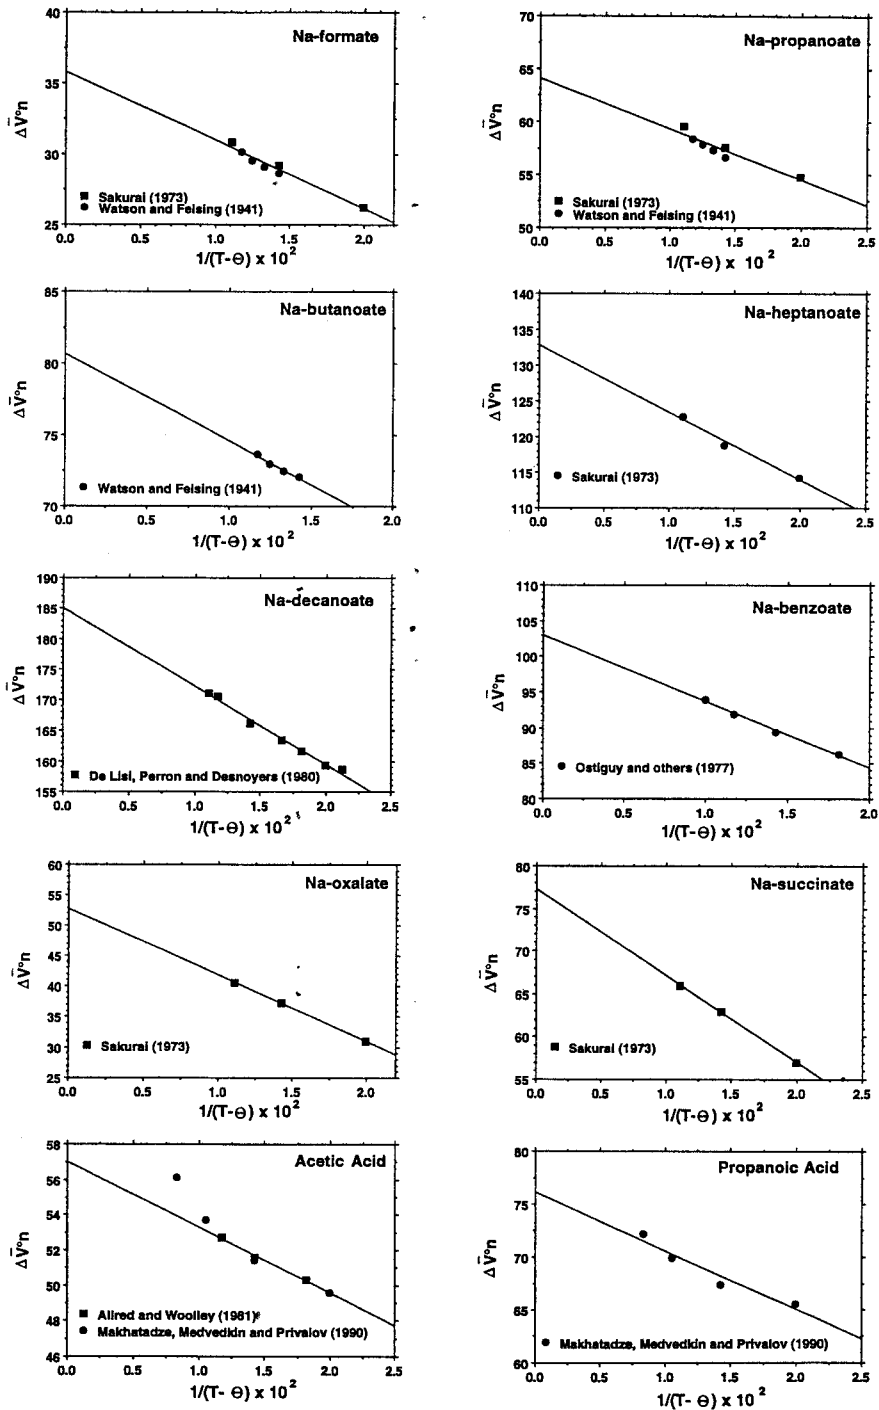 Na-formate
40
35
30
25
ΔV̄°n
■ Sakurai (1973)
● Watson and Feising (1941)
0.0 0.5 1.0 1.5 2.0
1/(T-Θ) x 10²
Na-propanoate
70
65
60
55
50
ΔV̄°n
■ Sakurai (1973)
● Watson and Feising (1941)
0.0 0.5 1.0 1.5 2.0 2.5
1/(T-Θ) x 10²
Na-butanoate
85
80
75
70
ΔV̄°n
● Watson and Feising (1941)
0.0 0.5 1.0 1.5 2.0
1/(T-Θ) x 10²
Na-heptanoate
140
135
130
125
120
115
110
ΔV̄°n
● Sakurai (1973)
0.0 0.5 1.0 1.5 2.0 2.5
1/(T-Θ) x 10²
Na-decanoate
190
185
180
175
170
165
160
155
ΔV̄°n
■ De Lisi, Perron and Desnoyers (1980)
0.0 0.5 1.0 1.5 2.0 2.5
1/(T-Θ) x 10²
Na-benzoate
110
105
100
95
90
85
80
ΔV̄°n
● Ostiguy and others (1977)
0.0 0.5 1.0 1.5 2.0
1/(T-Θ) x 10²
Na-oxalate
60
55
50
45
40
35
30
25
ΔV̄°n
■ Sakurai (1973)
0.0 0.5 1.0 1.5 2.0
1/(T-Θ) x 10²
Na-succinate
80
75
70
65
60
55
ΔV̄°n
■ Sakurai (1973)
0.0 0.5 1.0 1.5 2.0 2.5
1/(T-Θ) x 10²
Acetic Acid
58
56
54
52
50
48
46
ΔV̄°n
■ Allred and Woolley (1981)
● Makhatadze, Medvedkin and Privalov (1990)
0.0 0.5 1.0 1.5 2.0 2.5
1/(T- Θ) x 10²
Propanoic Acid
80
75
70
65
60
ΔV̄°n
● Makhatadze, Medvedkin and Privalov (1990)
0.0 0.5 1.0 1.5 2.0 2.5
1/(T- Θ) x 10²